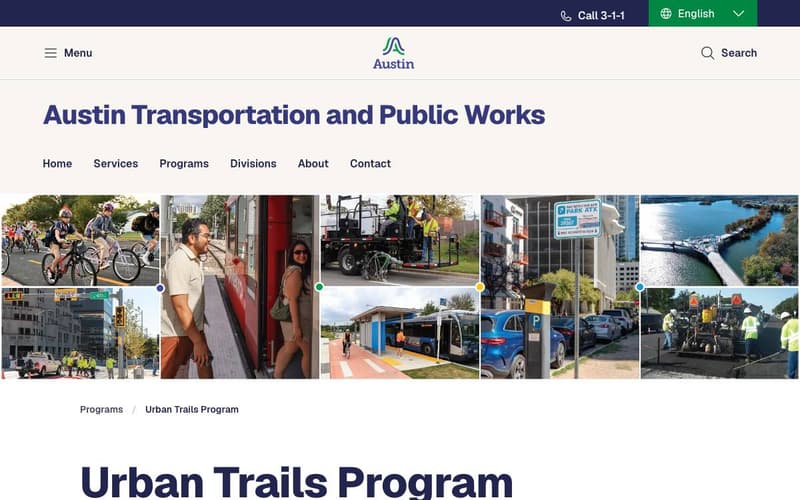 Call 3-1-1
English
Menu
Austin
Search
Austin Transportation and Public Works
Home Services Programs Divisions About Contact
PARK ATX
P
Programs / Urban Trails Program
Urban Trails Program